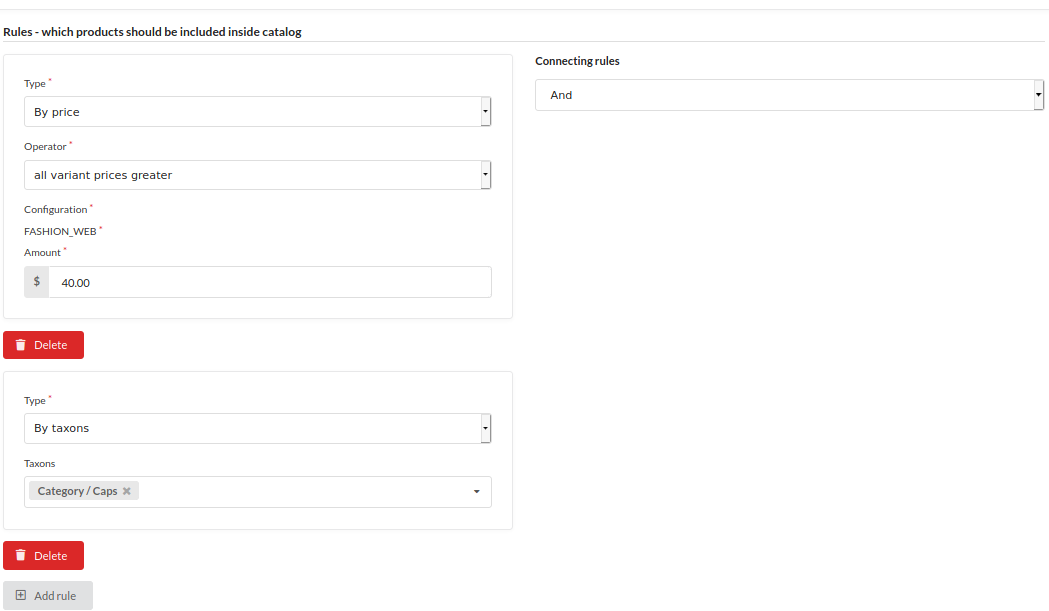 Rules - which products should be included inside catalog
Type *
By price
Operator *
all variant prices greater
Configuration *
FASHION_WEB *
Amount *
$ 40.00
Delete
Type *
By taxons
Taxons
Category / Caps ✖
Delete
Add rule
Connecting rules
And